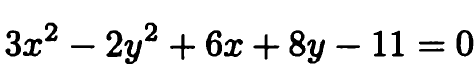 3x² − 2y² + 6x + 8y − 11 = 0